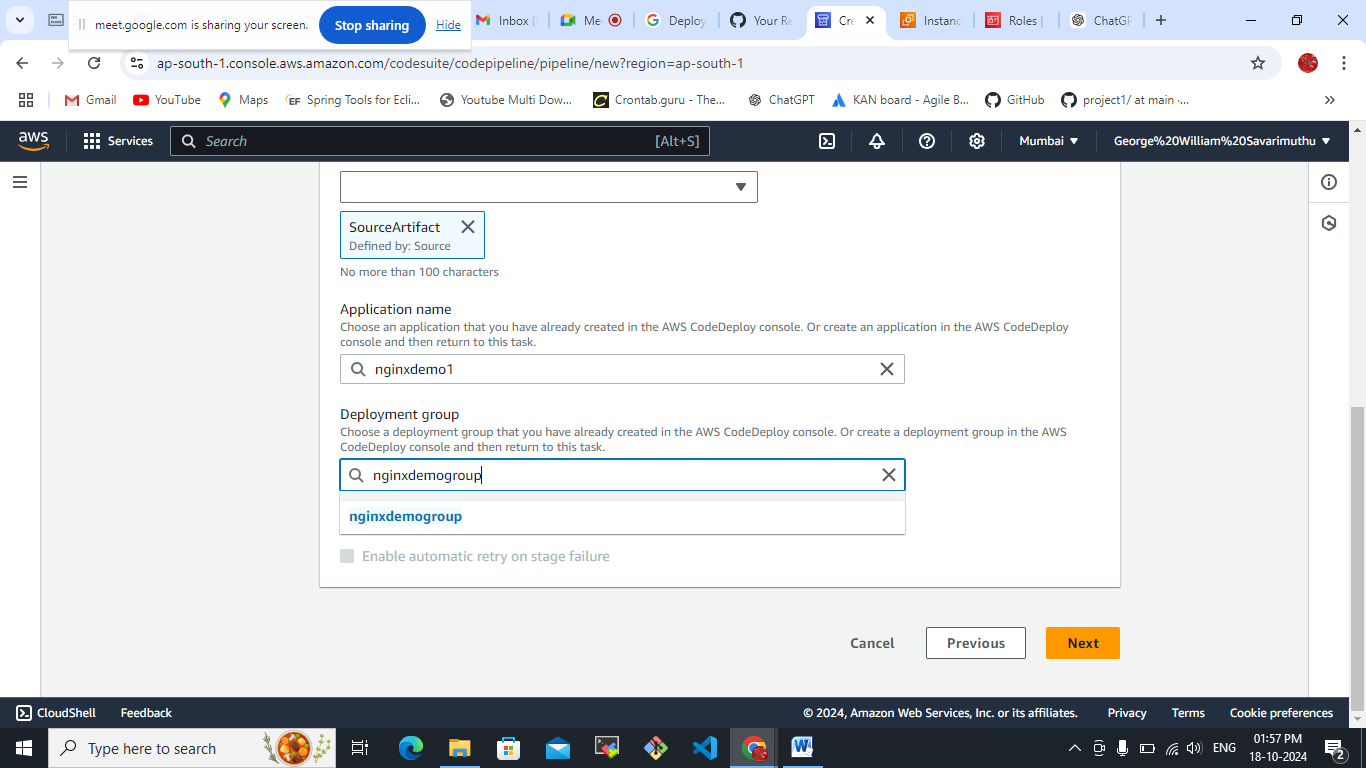 meet.google.com is sharing your screen.
Stop sharing
Hide
Inbox (
Me
Deploy
Your Re
Cre
Instanc
Roles |
ChatGP
ap-south-1.console.aws.amazon.com/codesuite/codepipeline/pipeline/new?region=ap-south-1
Gmail
YouTube
Maps
Spring Tools for Ecli...
Youtube Multi Dow...
Crontab.guru - The...
ChatGPT
KAN board - Agile B...
GitHub
project1/ at main ·...
aws
Services
Search
[Alt+S]
Mumbai
George%20William%20Savarimuthu
SourceArtifact
Defined by: Source
No more than 100 characters
Application name
Choose an application that you have already created in the AWS CodeDeploy console. Or create an application in the AWS CodeDeploy
console and then return to this task.
nginxdemo1
Deployment group
Choose a deployment group that you have already created in the AWS CodeDeploy console. Or create a deployment group in the AWS
CodeDeploy console and then return to this task.
nginxdemogroup
nginxdemogroup
Enable automatic retry on stage failure
Cancel
Previous
Next
CloudShell
Feedback
© 2024, Amazon Web Services, Inc. or its affiliates.
Privacy
Terms
Cookie preferences
Type here to search
ENG
01:57 PM
18-10-2024
2